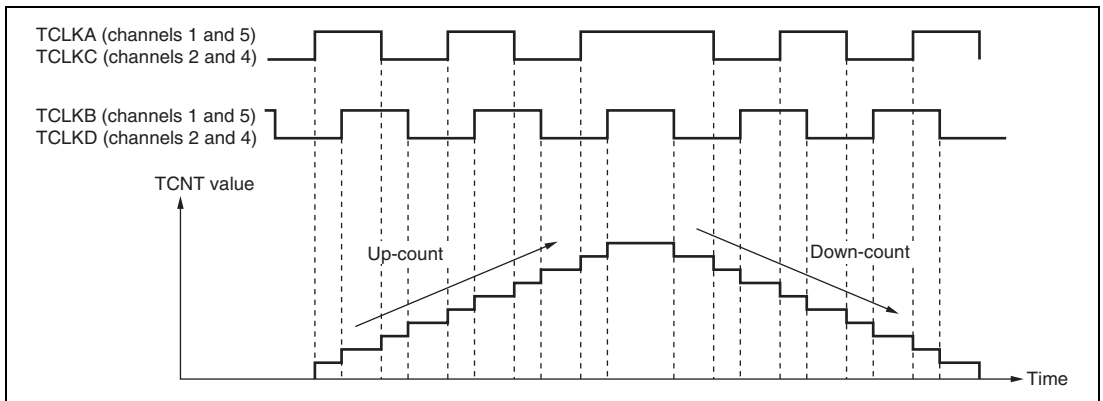 TCLKA (channels 1 and 5)
TCLKC (channels 2 and 4)
TCLKB (channels 1 and 5)
TCLKD (channels 2 and 4)
TCNT value
Up-count
Down-count
Time